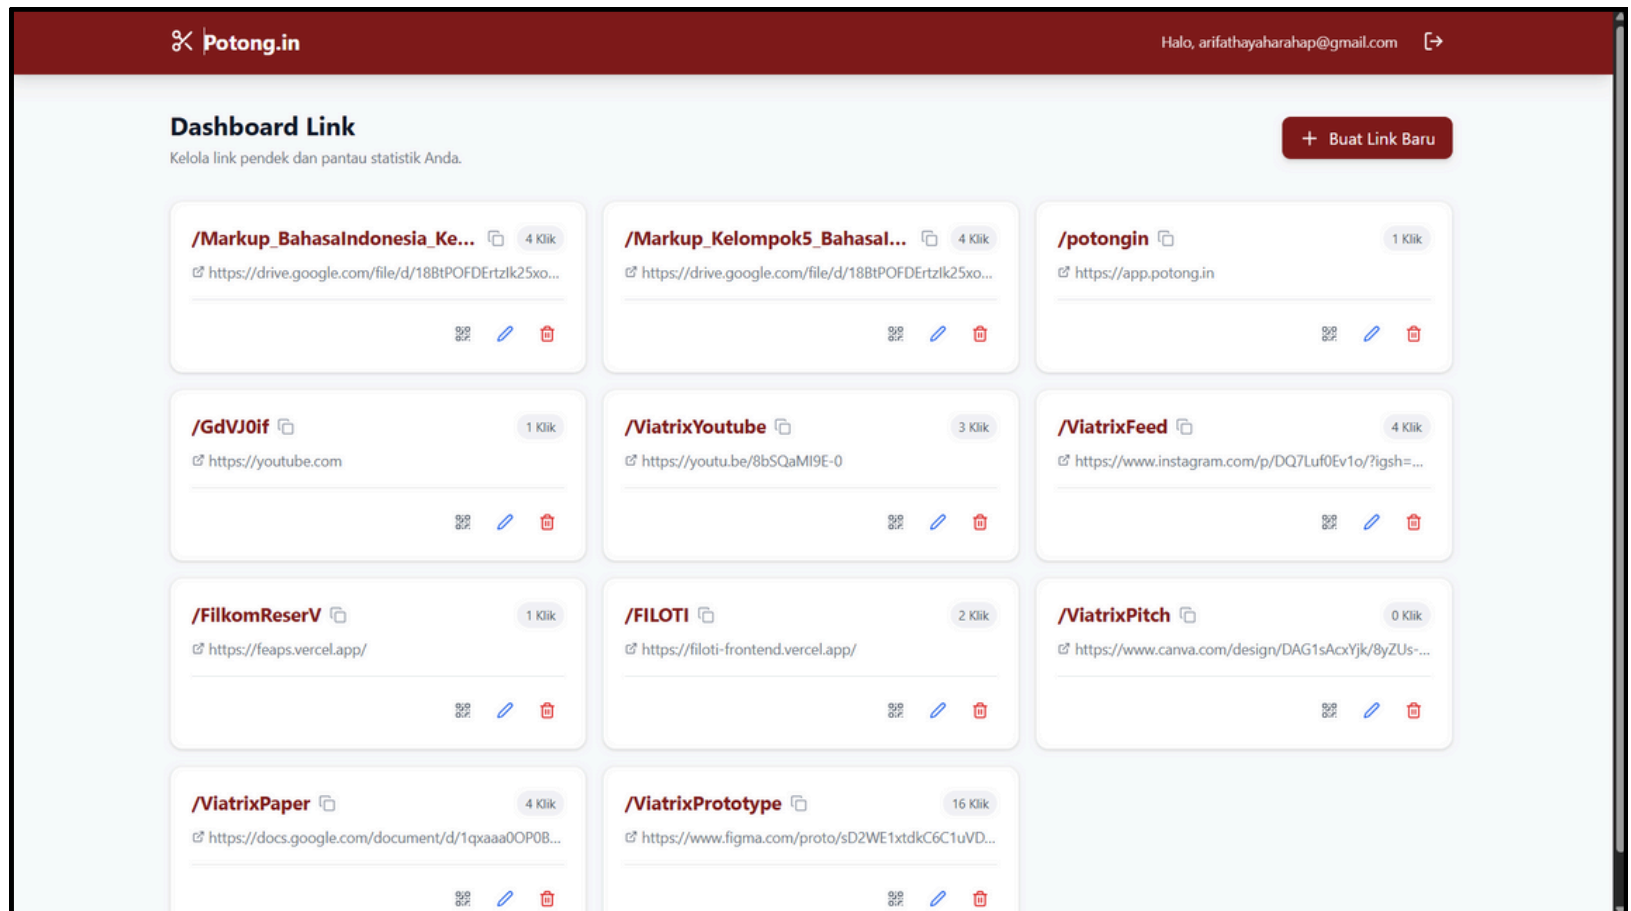 Potong.in
Halo, arifathayaharahap@gmail.com
Dashboard Link
Kelola link pendek dan pantau statistik Anda.
+ Buat Link Baru
/Markup_BahasaIndonesia_Ke... 4 Klik
https://drive.google.com/file/d/18BtPOFDErtzIk25xo...
/Markup_Kelompok5_BahasaI... 4 Klik
https://drive.google.com/file/d/18BtPOFDErtzIk25xo...
/potongin 1 Klik
https://app.potong.in
/GdVJ0if 1 Klik
https://youtube.com
/ViatrixYoutube 3 Klik
https://youtu.be/8bSQaMI9E-0
/ViatrixFeed 4 Klik
https://www.instagram.com/p/DQ7Luf0Ev1o/?igsh=...
/FilkomReserV 1 Klik
https://feaps.vercel.app/
/FILOTI 2 Klik
https://filoti-frontend.vercel.app/
/ViatrixPitch 0 Klik
https://www.canva.com/design/DAG1sAcxYjk/8yZUs-...
/ViatrixPaper 4 Klik
https://docs.google.com/document/d/1qxaaa0OP0B...
/ViatrixPrototype 16 Klik
https://www.figma.com/proto/sD2WE1xtdkC6C1uVD...